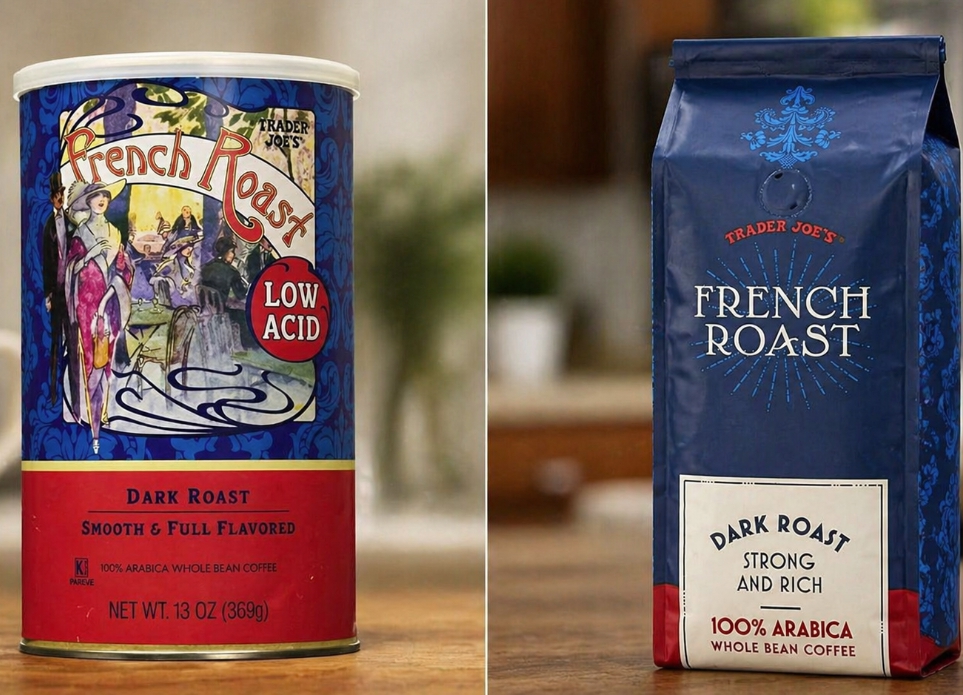 French Roast
TRADER
JOE'S
LOW
ACID
DARK ROAST
SMOOTH & FULL FLAVORED
K
PAREVE
100% ARABICA WHOLE BEAN COFFEE
NET WT. 13 OZ (369g)
TRADER JOE'S
FRENCH
ROAST
DARK ROAST
STRONG
AND RICH
100% ARABICA
WHOLE BEAN COFFEE